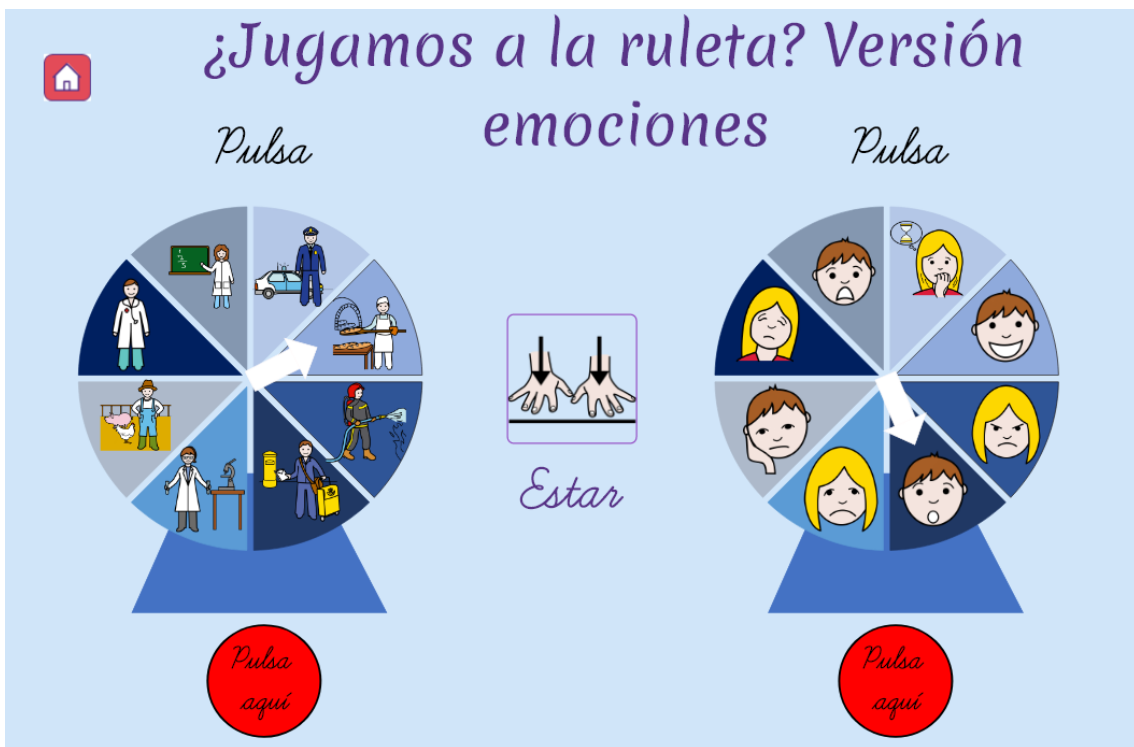 ¿Jugamos a la ruleta? Versión
emociones
Pulsa
Pulsa
Estar
Pulsa
aquí
Pulsa
aquí